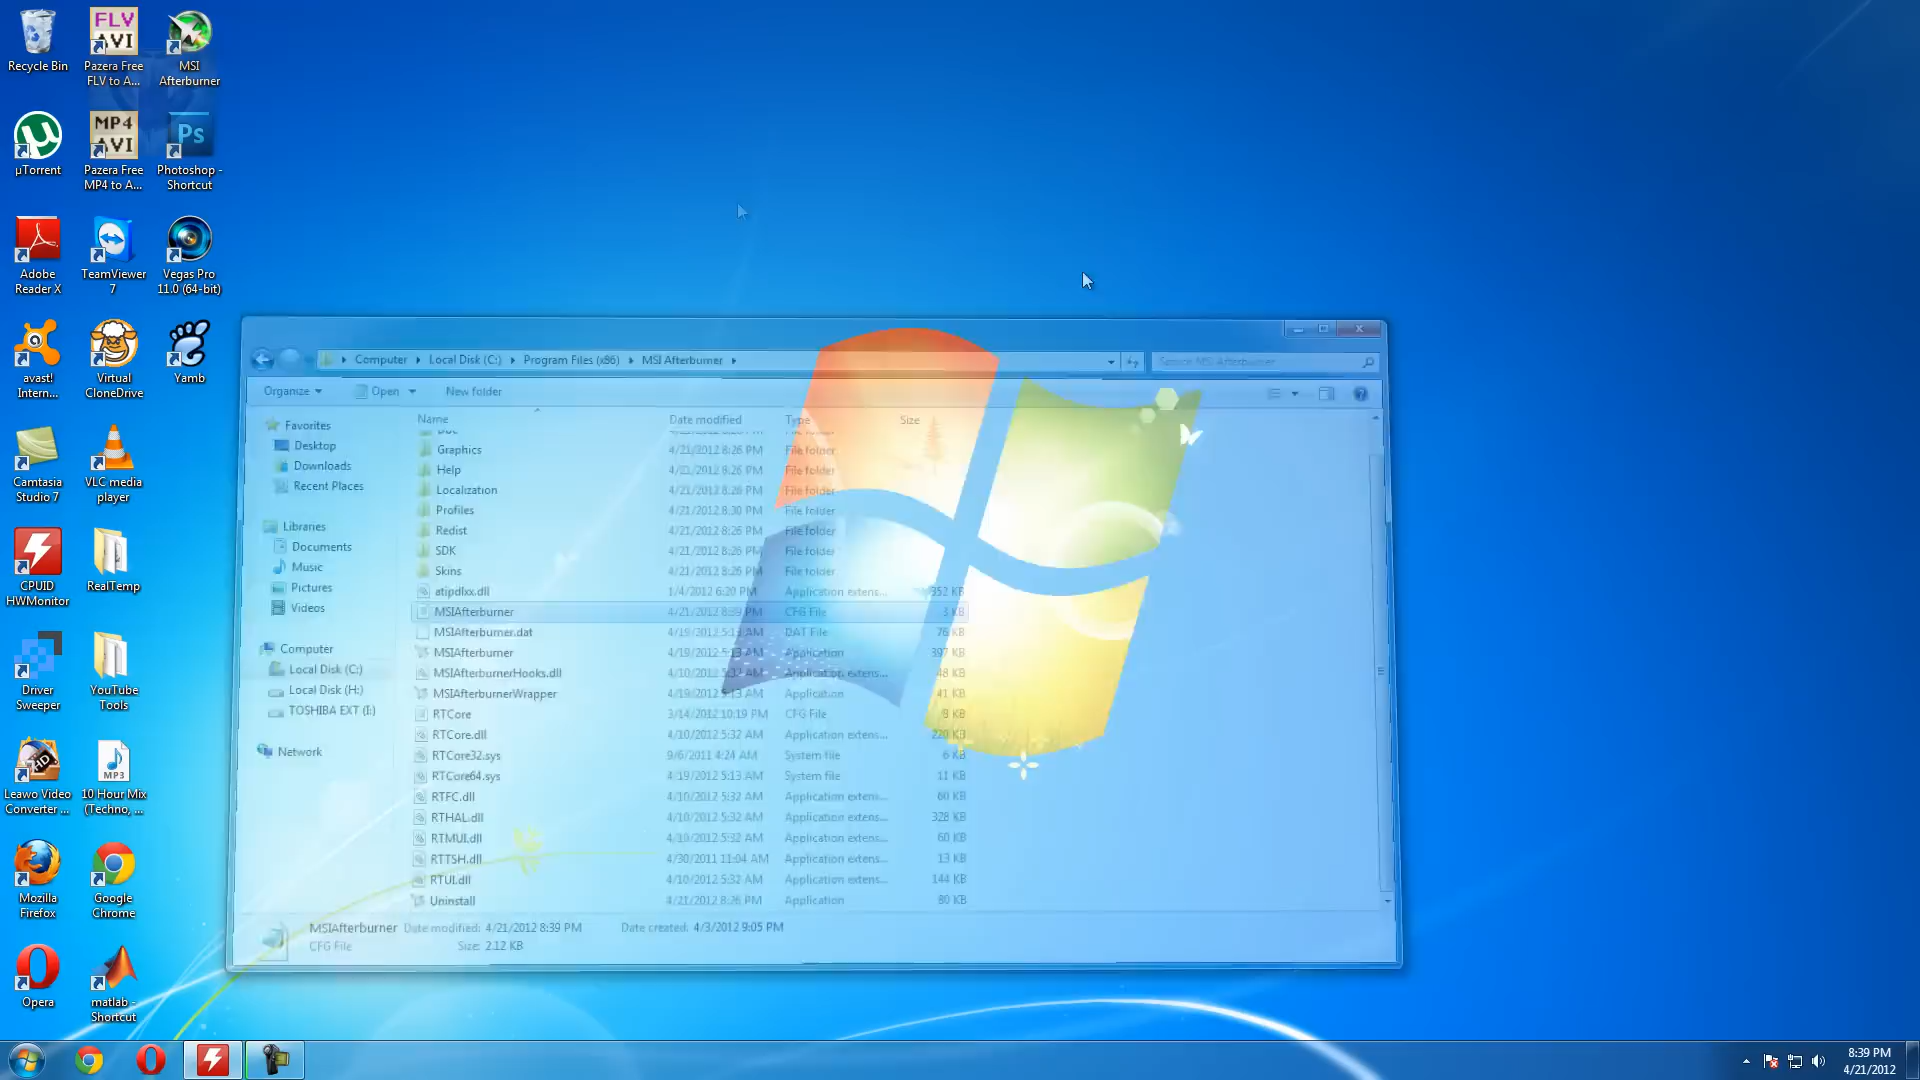 Recycle Bin
FLV
AVI
Pazera Free
FLV to A...
MSI
Afterburner
µTorrent
MP4
AVI
Pazera Free
MP4 to A...
Ps
Photoshop -
Shortcut
Adobe
Reader X
TeamViewer
7
Vegas Pro
11.0 (64-bit)
avast!
Intern...
Virtual
CloneDrive
Yamb
Camtasia
Studio 7
VLC media
player
CPUID
HWMonitor
RealTemp
Driver
Sweeper
YouTube
Tools
HD
Leawo Video
Converter ...
MP3
10 Hour Mix
(Techno, ...
Mozilla
Firefox
Google
Chrome
Opera
matlab -
Shortcut
Computer
Local Disk (C:)
Program Files (x86)
MSI Afterburner
Search MSI Afterburner
Organize
Open
New folder
Favorites
Desktop
Downloads
Recent Places
Libraries
Documents
Music
Pictures
Videos
Computer
Local Disk (C:)
Local Disk (H:)
TOSHIBA EXT (I:)
Network
Name Date modified Type Size
Graphics 4/21/2012 8:26 PM File folder
Help 4/21/2012 8:26 PM File folder
Localization 4/21/2012 8:26 PM File folder
Profiles 4/21/2012 8:30 PM File folder
Redist 4/21/2012 8:26 PM File folder
SDK 4/21/2012 8:26 PM File folder
Skins 4/21/2012 8:26 PM File folder
atipdlxx.dll 1/4/2012 6:20 PM Application extens... 352 KB
MSIAfterburner 4/21/2012 8:39 PM CFG File 3 KB
MSIAfterburner.dat 4/19/2012 5:13 AM DAT File 76 KB
MSIAfterburner 4/19/2012 5:13 AM Application 397 KB
MSIAfterburnerHooks.dll 4/10/2012 5:32 AM Application extens... 48 KB
MSIAfterburnerWrapper 4/19/2012 5:13 AM Application 41 KB
RTCore 3/14/2012 10:19 PM CFG File 8 KB
RTCore.dll 4/10/2012 5:32 AM Application extens... 220 KB
RTCore32.sys 9/6/2011 4:24 AM System file 6 KB
RTCore64.sys 4/19/2012 5:13 AM System file 11 KB
RTFC.dll 4/10/2012 5:32 AM Application extens... 60 KB
RTHAL.dll 4/10/2012 5:32 AM Application extens... 328 KB
RTMUI.dll 4/10/2012 5:32 AM Application extens... 60 KB
RTTSH.dll 4/30/2011 11:04 AM Application extens... 13 KB
RTUI.dll 4/10/2012 5:32 AM Application extens... 144 KB
Uninstall 4/21/2012 8:26 PM Application 80 KB
MSIAfterburner Date modified: 4/21/2012 8:39 PM Date created: 4/3/2012 9:05 PM
CFG File Size: 2.12 KB
8:39 PM
4/21/2012